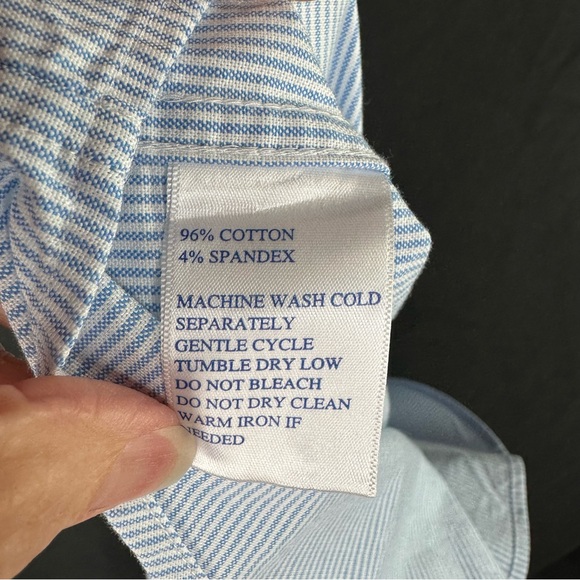 96% COTTON
4% SPANDEX
MACHINE WASH COLD
SEPARATELY
GENTLE CYCLE
TUMBLE DRY LOW
DO NOT BLEACH
DO NOT DRY CLEAN
WARM IRON IF
NEEDED